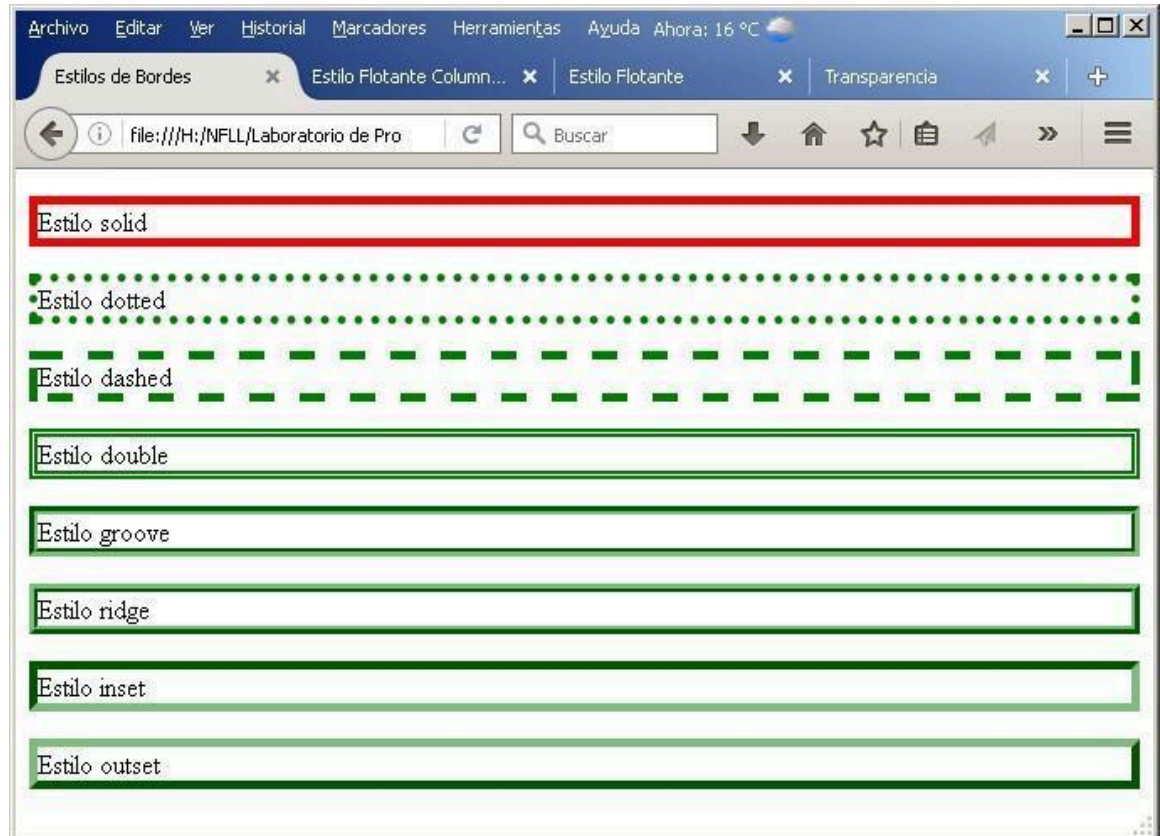 Archivo Editar Ver Historial Marcadores Herramientas Ayuda Ahora: 16 °C
Estilos de Bordes Estilo Flotante Column... Estilo Flotante Transparencia
file:///H:/NFLL/Laboratorio de Pro Buscar
Estilo solid
Estilo dotted
Estilo dashed
Estilo double
Estilo groove
Estilo ridge
Estilo inset
Estilo outset